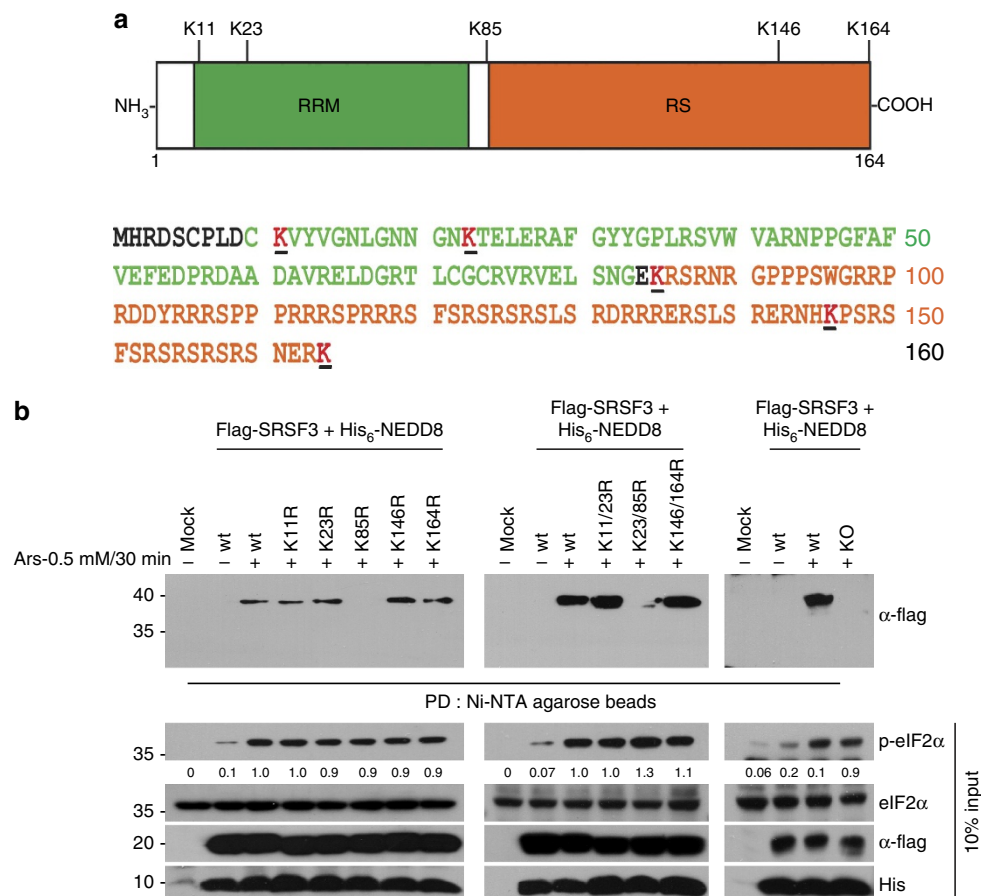 a
K11 K23 K85 K146 K164
NH3- RRM RS -COOH
1 164
MHRDSCPLDC KVYVGNLGNN GNKTELERAF GYYGPLRSVW VARNPPGFAF 50
VEFEDPRDAA DAVRELDGRT LCGCRVRVEL SNGEKRSRNR GPPPSWGRRP 100
RDDYRRRSPP PRRRSPRRRS FSRSRSRSLS RDRRRERSLS RERNHKPSRS 150
FSRSRSRSRS NERK 160
b
Flag-SRSF3 + His6-NEDD8
Flag-SRSF3 +
His6-NEDD8
Flag-SRSF3 +
His6-NEDD8
Mock wt wt K11R K23R K85R K146R K164R
Mock wt wt K11/23R K23/85R K146/164R
Mock wt wt KO
Ars-0.5 mM/30 min – – + + + + + + – – + + + + – – + +
40 -
35 -
α-flag
PD : Ni-NTA agarose beads
35 - p-eIF2α
0 0.1 1.0 1.0 0.9 0.9 0.9 0.9 0 0.07 1.0 1.0 1.3 1.1 0.06 0.2 0.1 0.9
35 - eIF2α
20 - α-flag
10 - His
10% input